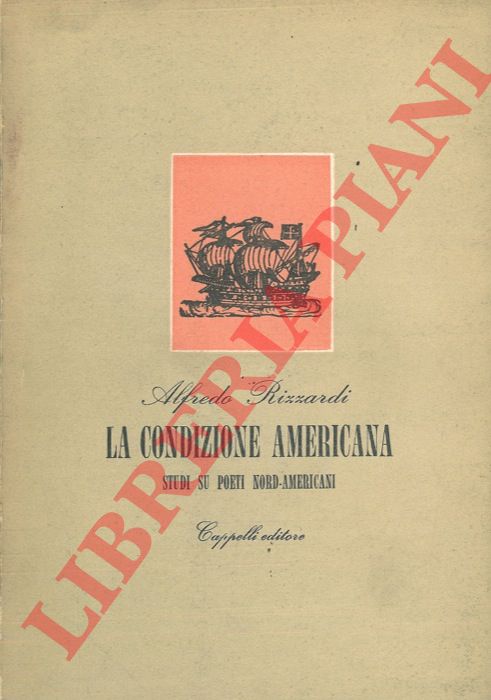 Alfredo Rizzardi
LA CONDIZIONE AMERICANA
STUDI SU POETI NORD-AMERICANI
Cappelli editore
LIBRERIA PIANI